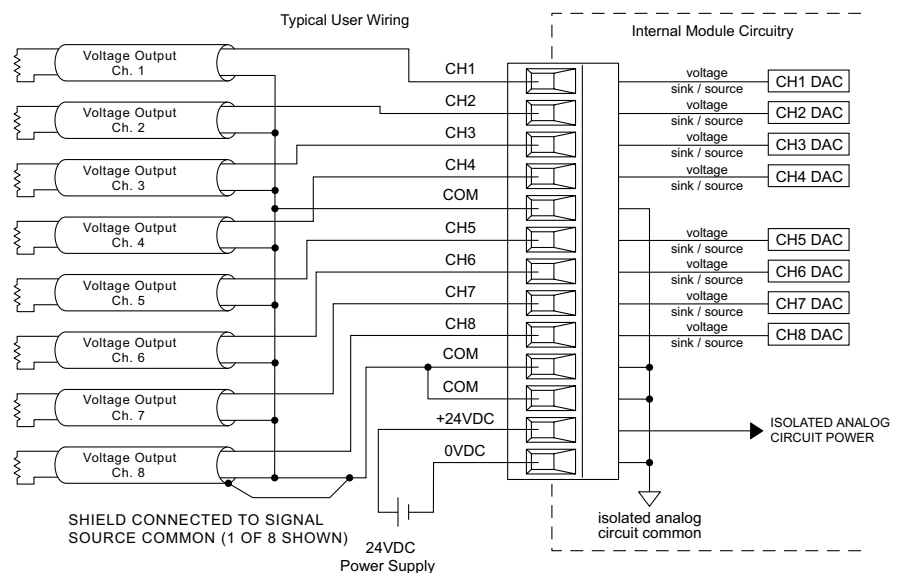 Typical User Wiring
Internal Module Circuitry
Voltage Output
Ch. 1
Voltage Output
Ch. 2
Voltage Output
Ch. 3
Voltage Output
Ch. 4
Voltage Output
Ch. 5
Voltage Output
Ch. 6
Voltage Output
Ch. 7
Voltage Output
Ch. 8
SHIELD CONNECTED TO SIGNAL
SOURCE COMMON (1 OF 8 SHOWN)
24VDC
Power Supply
CH1
CH2
CH3
CH4
COM
CH5
CH6
CH7
CH8
COM
COM
+24VDC
0VDC
voltage
sink / source
CH1 DAC
voltage
sink / source
CH2 DAC
voltage
sink / source
CH3 DAC
voltage
sink / source
CH4 DAC
voltage
sink / source
CH5 DAC
voltage
sink / source
CH6 DAC
voltage
sink / source
CH7 DAC
voltage
sink / source
CH8 DAC
ISOLATED ANALOG
CIRCUIT POWER
isolated analog
circuit common